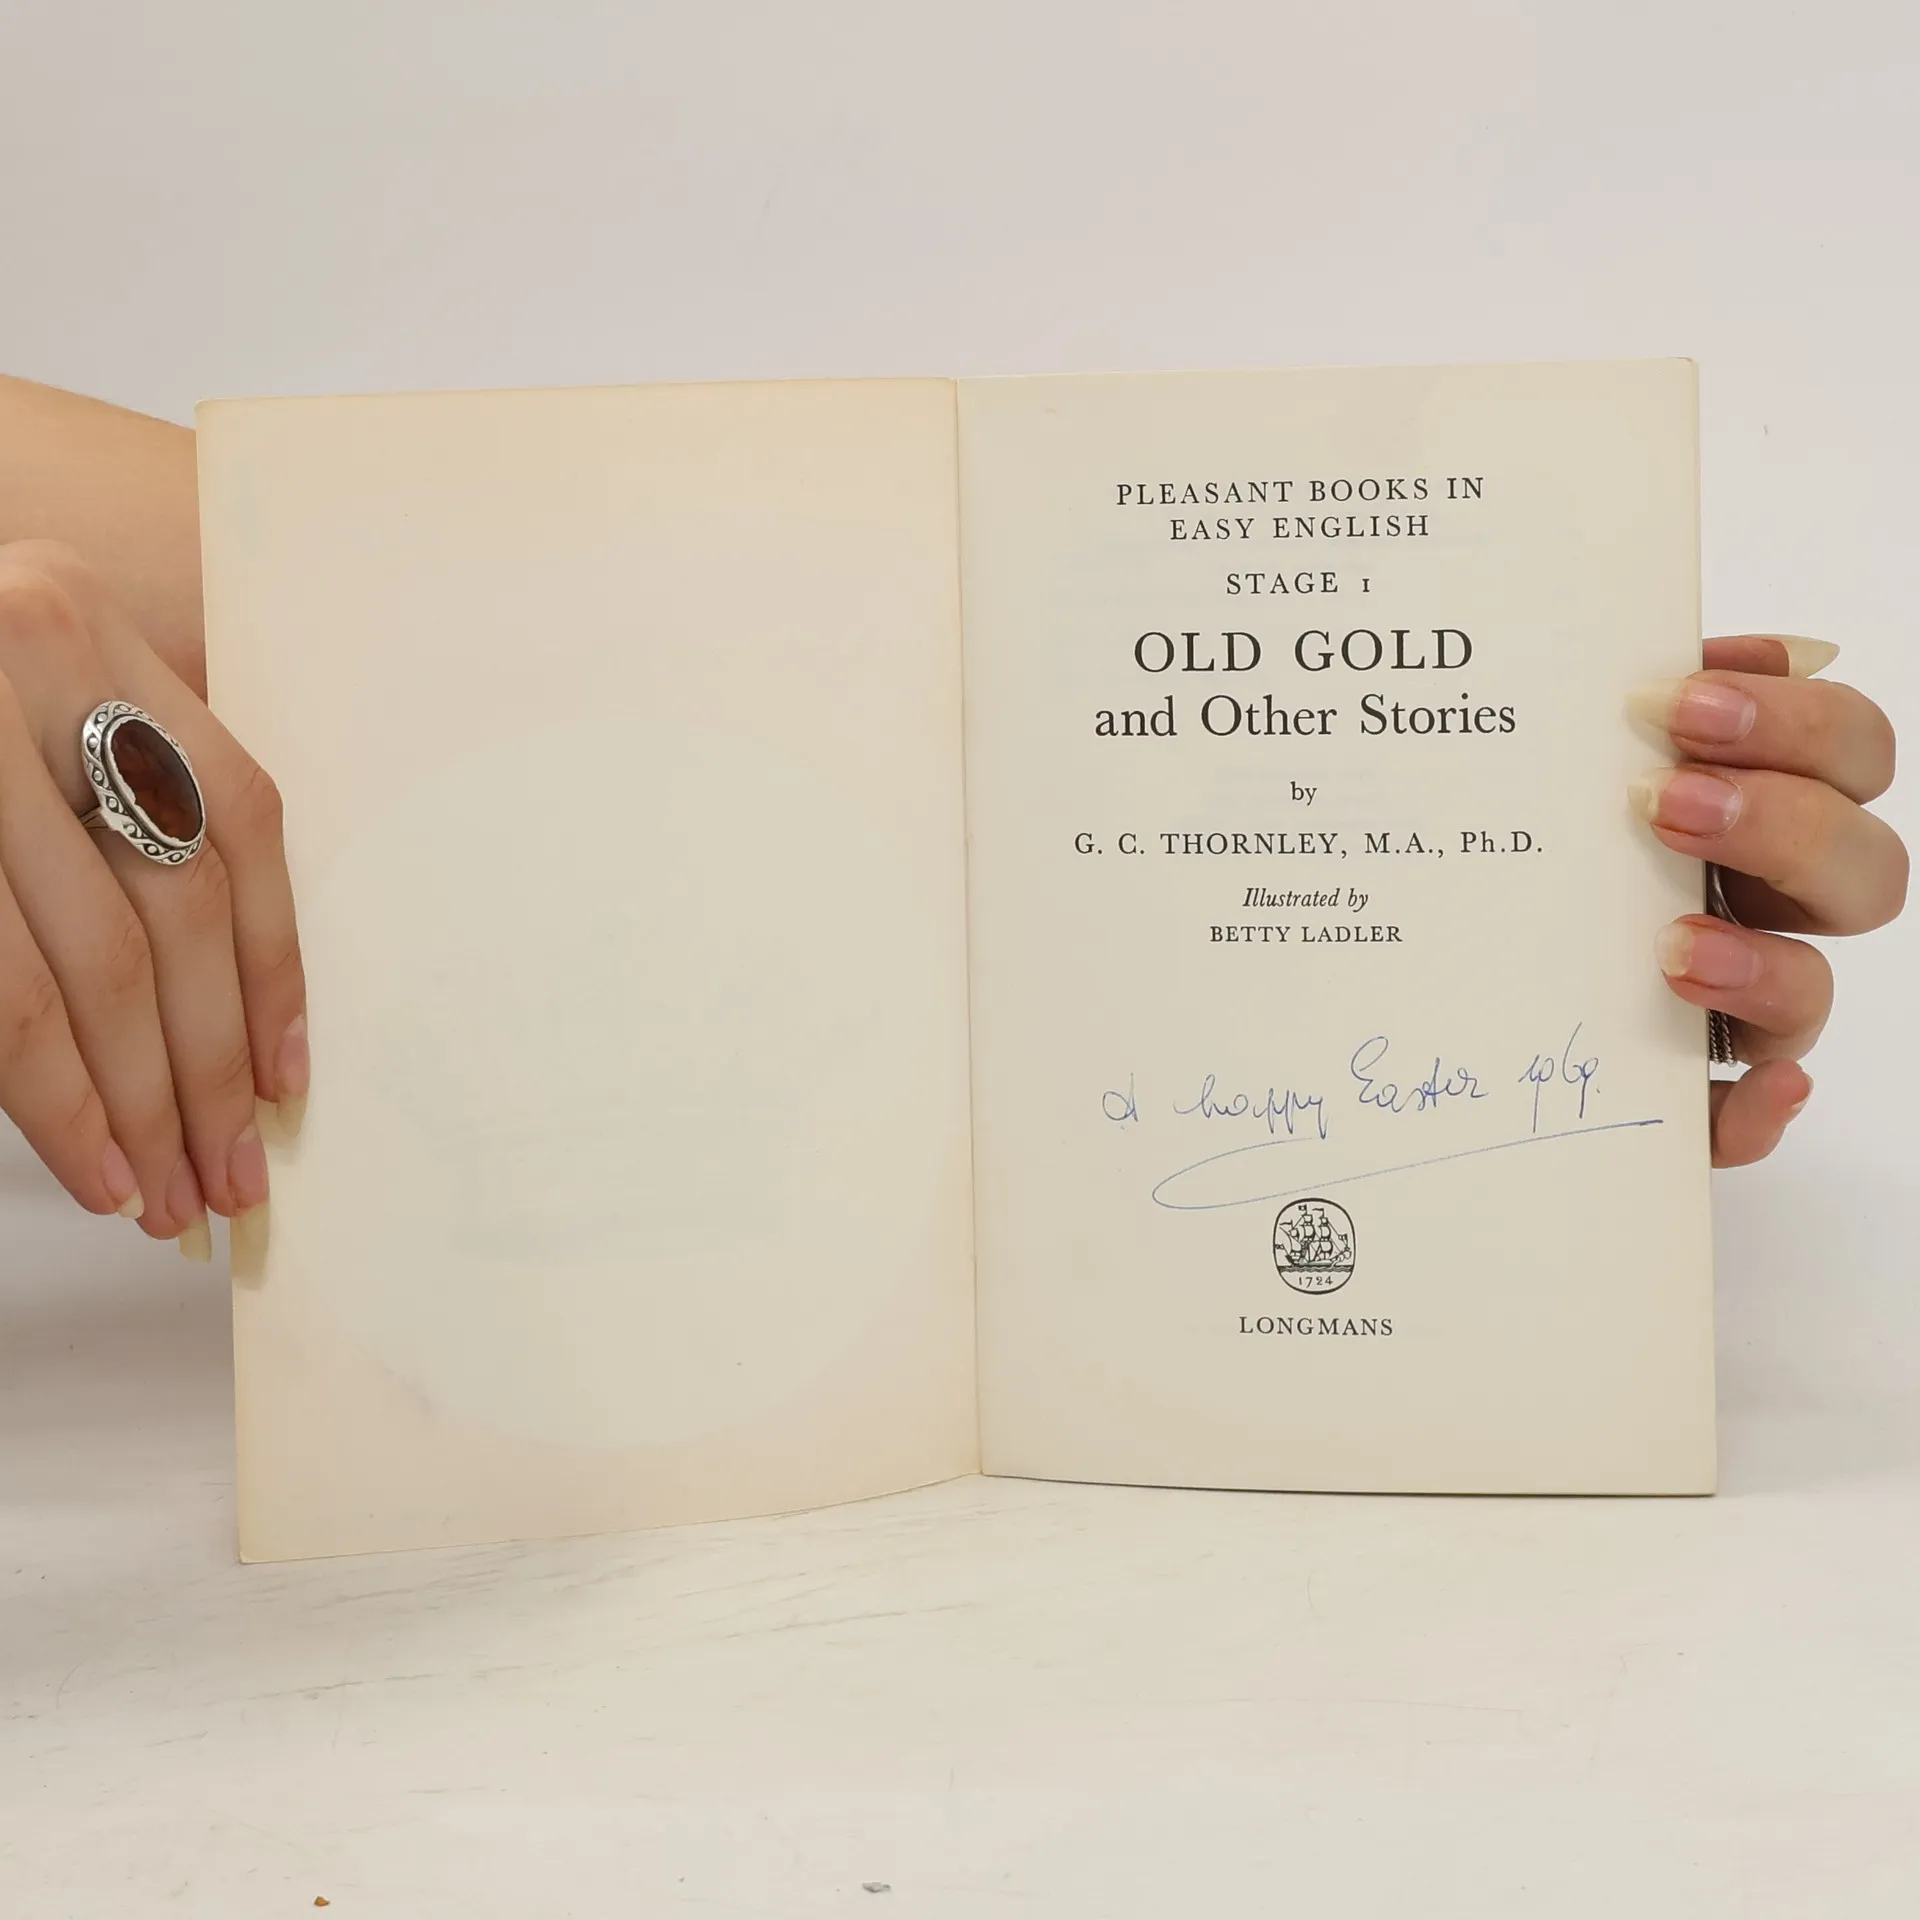 PLEASANT BOOKS IN
EASY ENGLISH
STAGE 1
OLD GOLD
and Other Stories
by
G. C. THORNLEY, M.A., Ph.D.
Illustrated by
BETTY LADLER
A happy Easter 1969.
1724
LONGMANS